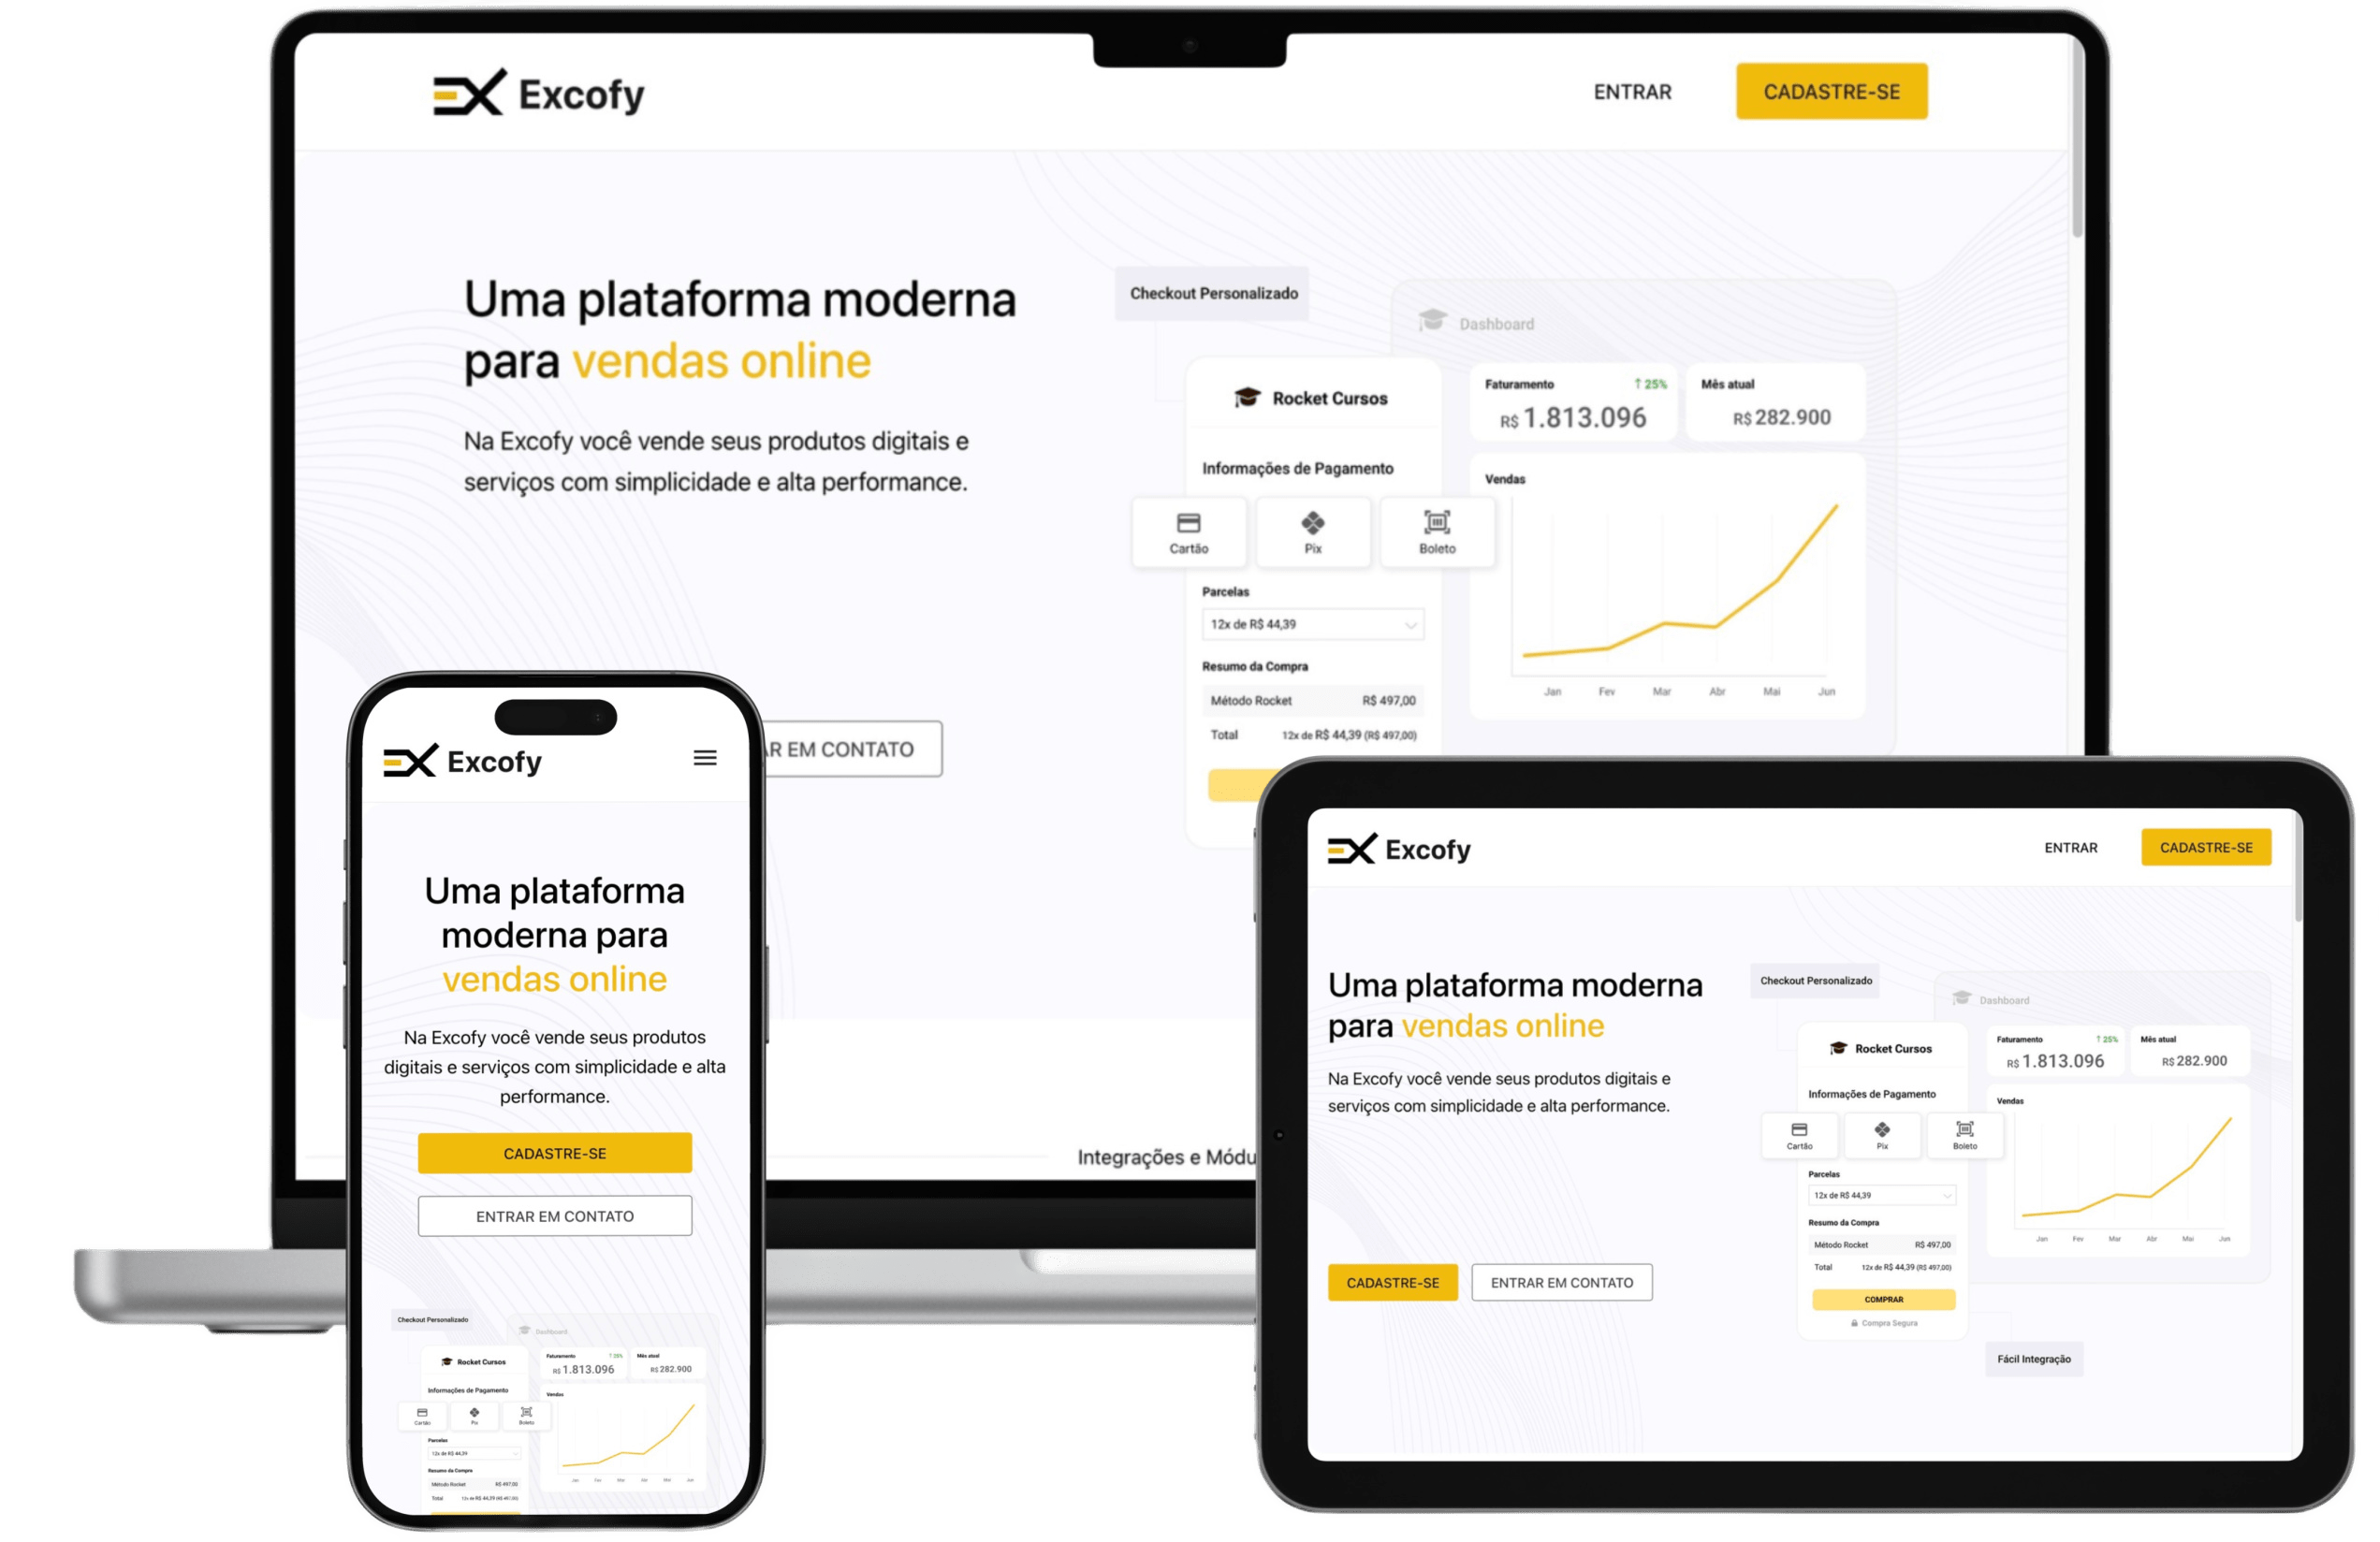 Excofy
ENTRAR
CADASTRE-SE
Uma plataforma moderna
para vendas online
Na Excofy você vende seus produtos digitais e
serviços com simplicidade e alta performance.
AR EM CONTATO
Checkout Personalizado
Dashboard
Rocket Cursos
Informações de Pagamento
Cartão
Pix
Boleto
Parcelas
12x de R$ 44,39
Resumo da Compra
Método Rocket R$ 497,00
Total 12x de R$ 44,39 (R$ 497,00)
Faturamento ↑ 25%
R$ 1.813.096
Mês atual
R$ 282.900
Vendas
Jan Fev Mar Abr Mai Jun
Integrações e Módu
Excofy
Uma plataforma
moderna para
vendas online
Na Excofy você vende seus produtos
digitais e serviços com simplicidade e alta
performance.
CADASTRE-SE
ENTRAR EM CONTATO
Checkout Personalizado
Dashboard
Rocket Cursos
Informações de Pagamento
Cartão
Pix
Boleto
Parcelas
12x de R$ 44,39
Resumo da Compra
Método Rocket R$ 497,00
Total 12x de R$ 44,39 (R$ 497,00)
Faturamento ↑ 25%
R$ 1.813.096
Mês atual
R$ 282.900
Vendas
Jan Fev Mar Abr Mai Jun
Excofy
ENTRAR
CADASTRE-SE
Uma plataforma moderna
para vendas online
Na Excofy você vende seus produtos digitais e
serviços com simplicidade e alta performance.
CADASTRE-SE
ENTRAR EM CONTATO
Checkout Personalizado
Dashboard
Rocket Cursos
Informações de Pagamento
Cartão
Pix
Boleto
Parcelas
12x de R$ 44,39
Resumo da Compra
Método Rocket R$ 497,00
Total 12x de R$ 44,39 (R$ 497,00)
COMPRAR
Compra Segura
Faturamento ↑ 25%
R$ 1.813.096
Mês atual
R$ 282.900
Vendas
Jan Fev Mar Abr Mai Jun
Fácil Integração